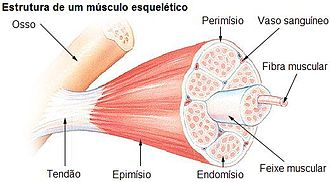 Estrutura de um músculo esquelético
Osso
Perimísio
Vaso sanguíneo
Fibra muscular
Tendão
Epimísio
Endomísio
Feixe muscular